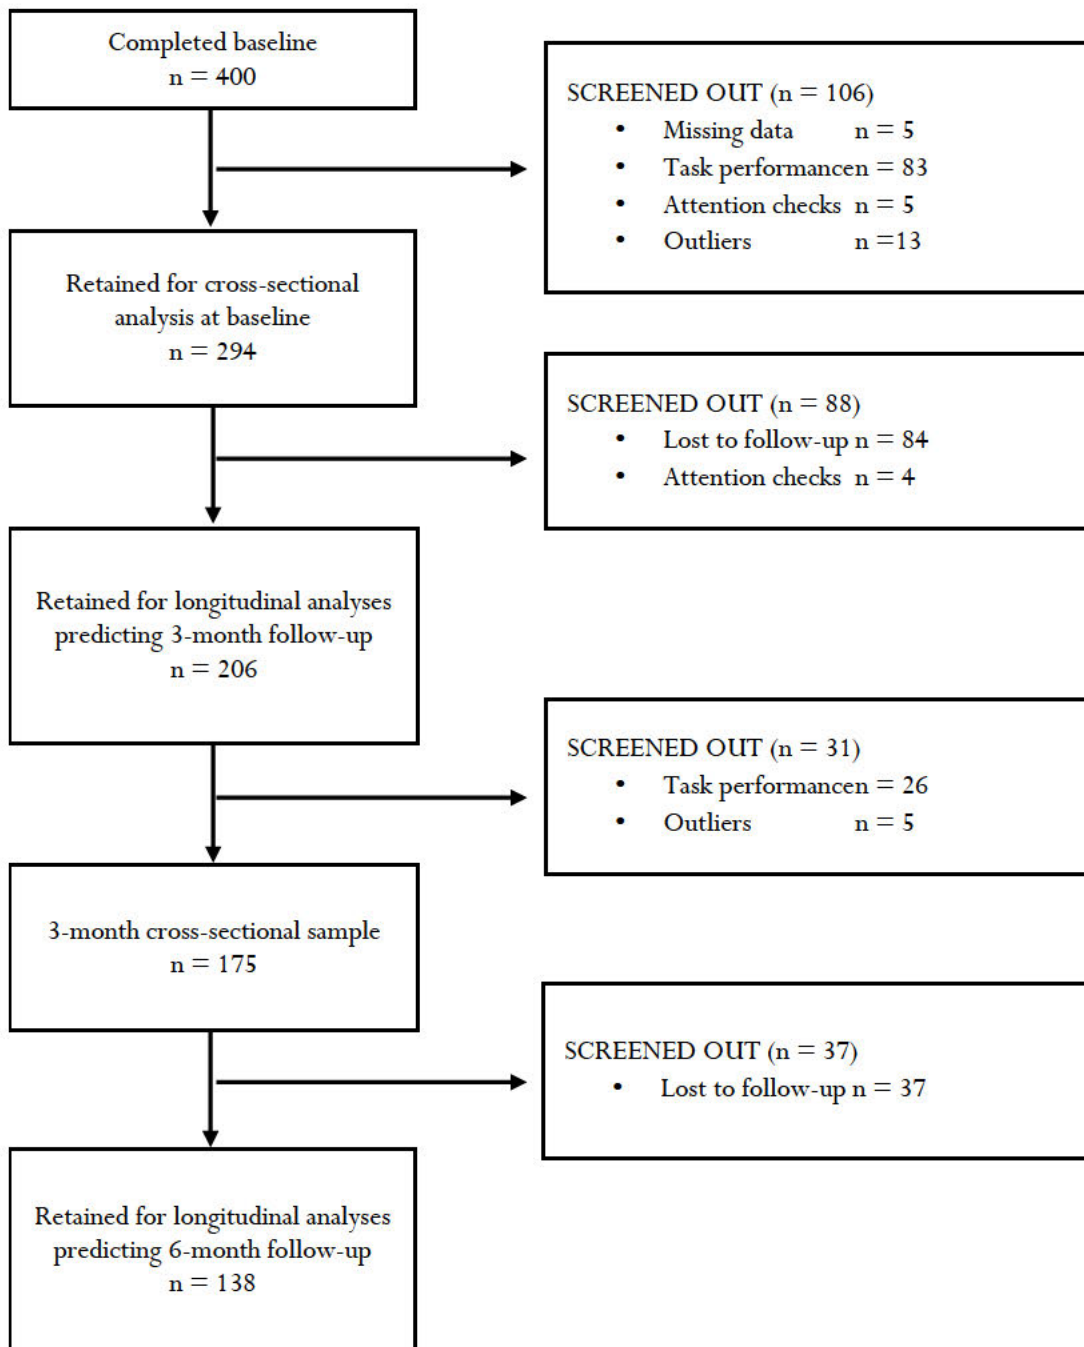 Completed baseline
n = 400
SCREENED OUT (n = 106)
• Missing data n = 5
• Task performancen = 83
• Attention checks n = 5
• Outliers n =13
Retained for cross-sectional
analysis at baseline
n = 294
SCREENED OUT (n = 88)
• Lost to follow-up n = 84
• Attention checks n = 4
Retained for longitudinal analyses
predicting 3-month follow-up
n = 206
SCREENED OUT (n = 31)
• Task performancen = 26
• Outliers n = 5
3-month cross-sectional sample
n = 175
SCREENED OUT (n = 37)
• Lost to follow-up n = 37
Retained for longitudinal analyses
predicting 6-month follow-up
n = 138